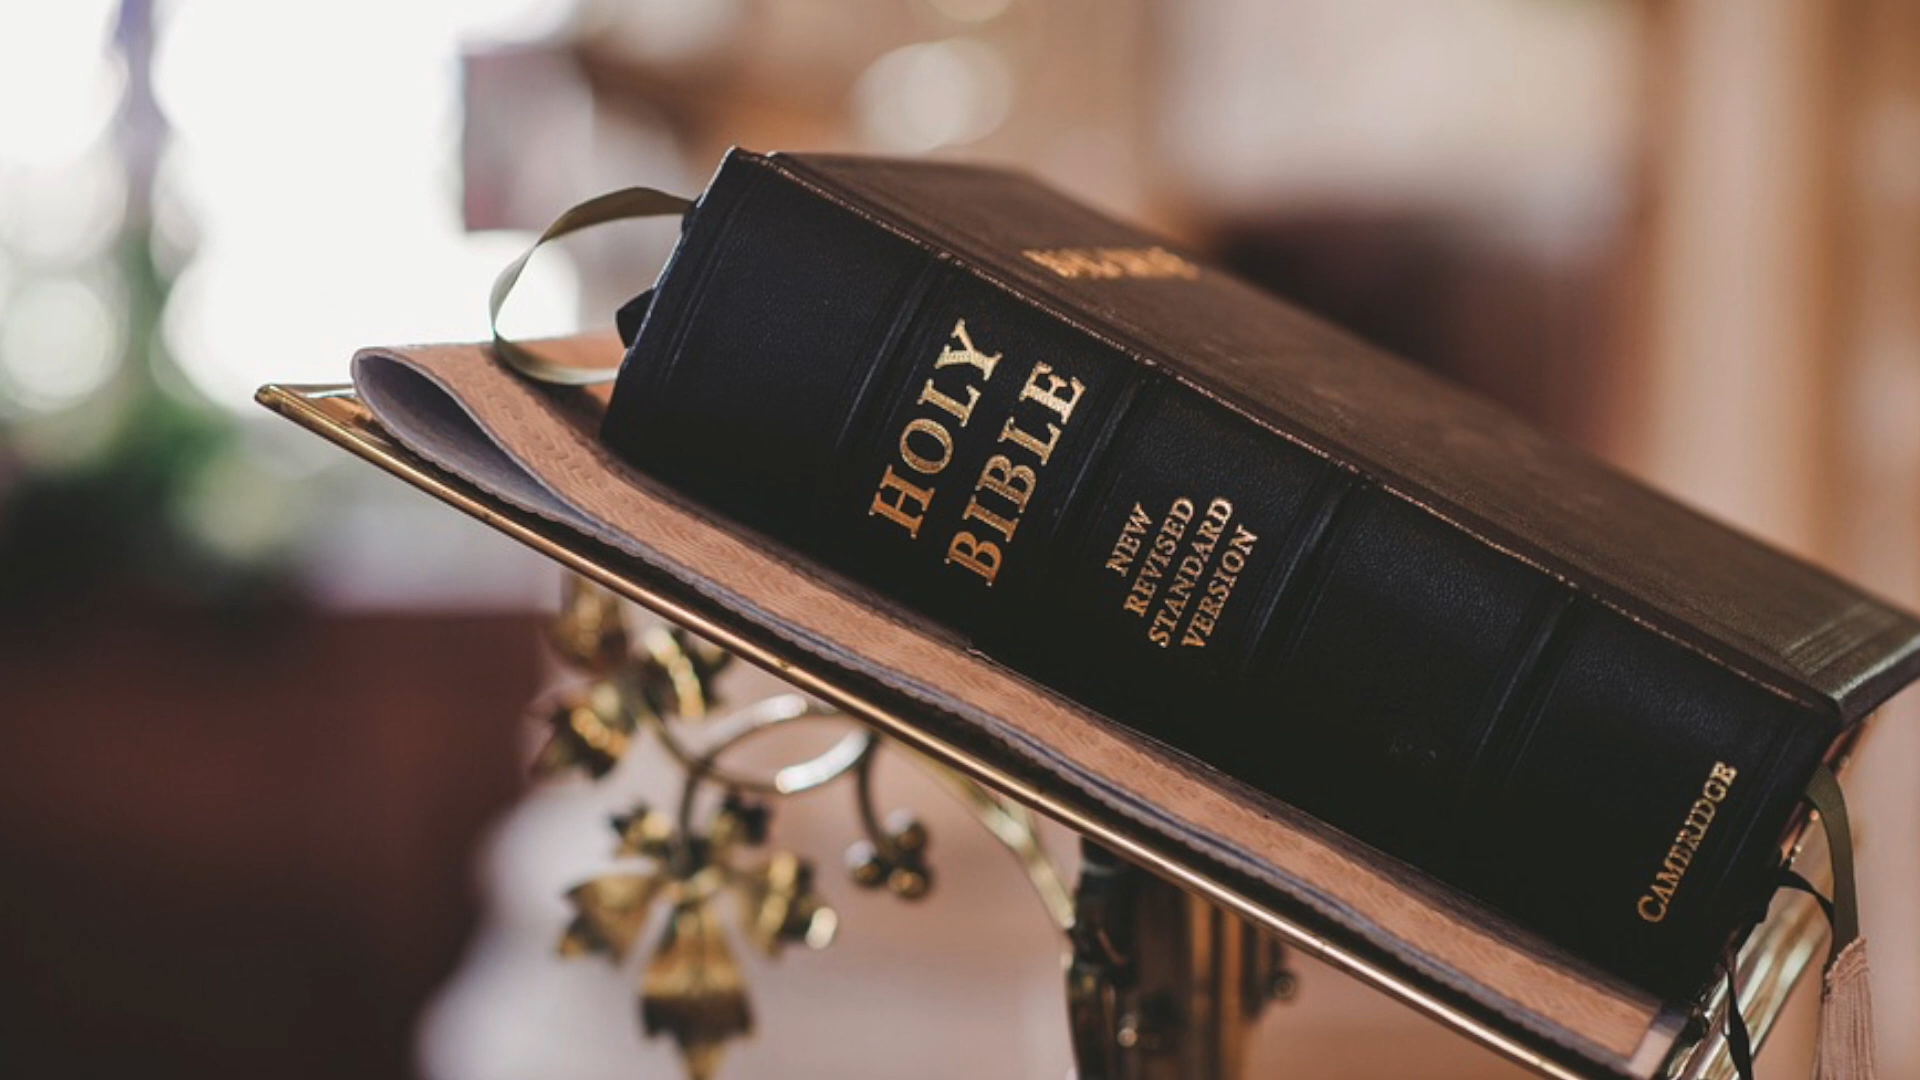 HOLY
BIBLE
NEW
REVISED
STANDARD
VERSION
CAMBRIDGE